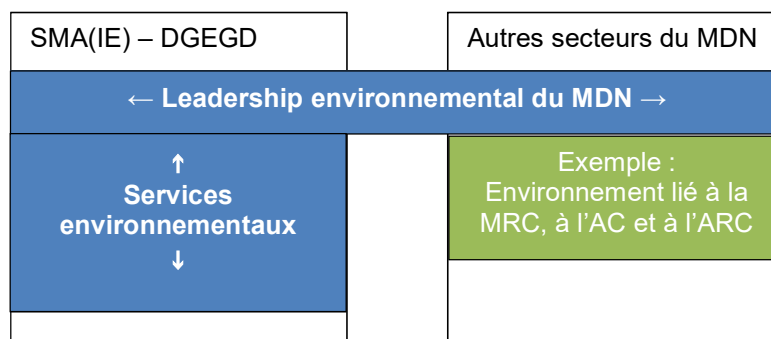 SMA(IE) – DGEGD
Autres secteurs du MDN
← Leadership environnemental du MDN →
↑
Services
environnementaux
↓
Exemple :
Environnement lié à la
MRC, à l’AC et à l’ARC